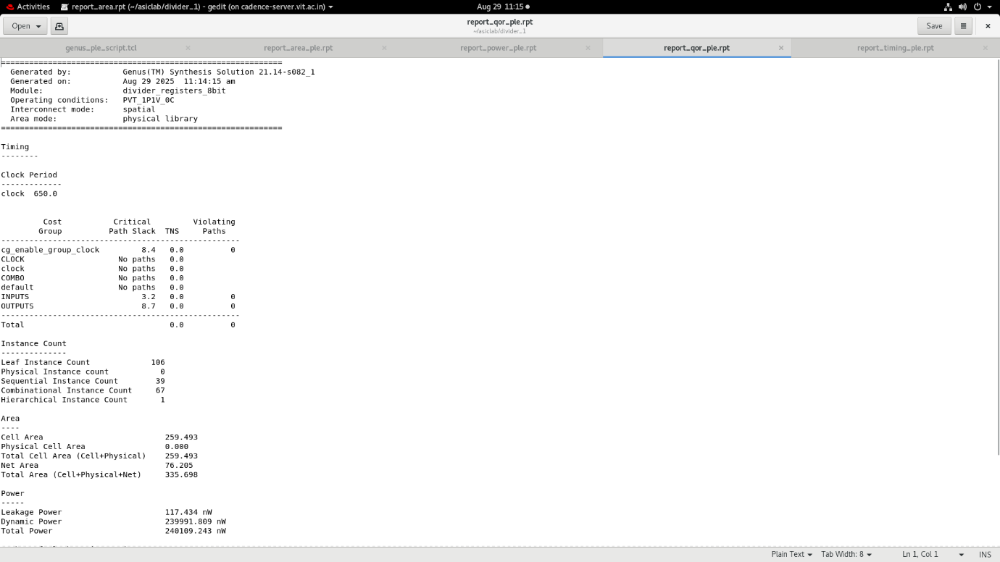 Activities report_area.rpt (~/asiclab/divider_1) - gedit (on cadence-server.vit.ac.in) Aug 29 11:15
Open report_qor_ple.rpt Save
~/asiclab/divider_1
genus_ple_script.tcl report_area_ple.rpt report_power_ple.rpt report_qor_ple.rpt report_timing_ple.rpt
============================================================
  Generated by:           Genus(TM) Synthesis Solution 21.14-s082_1
  Generated on:           Aug 29 2025  11:14:15 am
  Module:                 divider_registers_8bit
  Operating conditions:   PVT_1P1V_0C
  Interconnect mode:      spatial
  Area mode:              physical library
============================================================
Timing
--------
Clock Period
-------------
clock  650.0
         Cost           Critical         Violating
        Group          Path Slack  TNS     Paths
---------------------------------------------------
cg_enable_group_clock         8.4   0.0          0
CLOCK                    No paths   0.0
clock                    No paths   0.0
COMBO                    No paths   0.0
default                  No paths   0.0
INPUTS                        3.2   0.0          0
OUTPUTS                       8.7   0.0          0
---------------------------------------------------
Total                               0.0          0
Instance Count
--------------
Leaf Instance Count             106
Physical Instance count           0
Sequential Instance Count        39
Combinational Instance Count     67
Hierarchical Instance Count       1
Area
----
Cell Area                          259.493
Physical Cell Area                 0.000
Total Cell Area (Cell+Physical)    259.493
Net Area                           76.205
Total Area (Cell+Physical+Net)     335.698
Power
-----
Leakage Power                      117.434 nW
Dynamic Power                      239991.809 nW
Total Power                        240109.243 nW
Plain Text Tab Width: 8 Ln 1, Col 1 INS